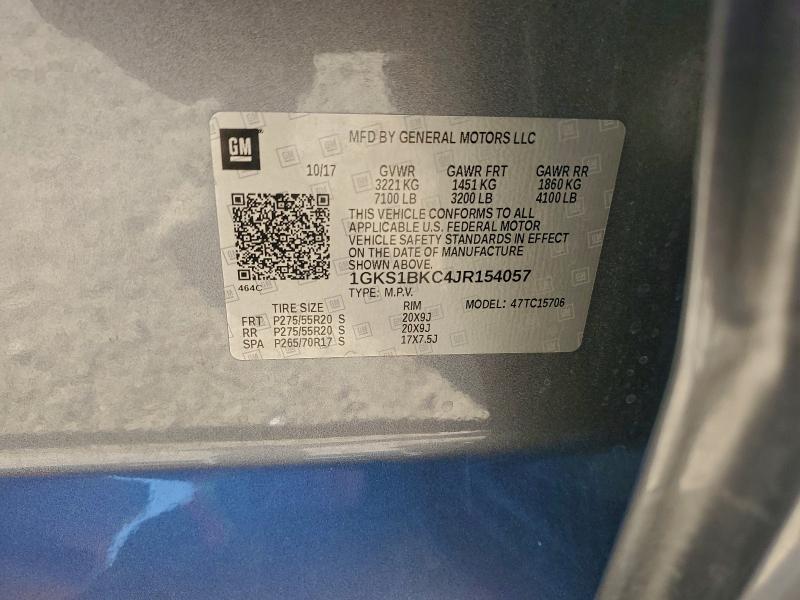 GM
MFD BY GENERAL MOTORS LLC
10/17 GVWR GAWR FRT GAWR RR
3221 KG 1451 KG 1860 KG
7100 LB 3200 LB 4100 LB
THIS VEHICLE CONFORMS TO ALL
APPLICABLE U.S. FEDERAL MOTOR
VEHICLE SAFETY STANDARDS IN EFFECT
ON THE DATE OF MANUFACTURE
SHOWN ABOVE.
464C
1GKS1BKC4JR154057
TYPE: M.P.V. MODEL: 47TC15706
TIRE SIZE RIM
FRT P275/55R20 S 20X9J
RR P275/55R20 S 20X9J
SPA P265/70R17 S 17X7.5J